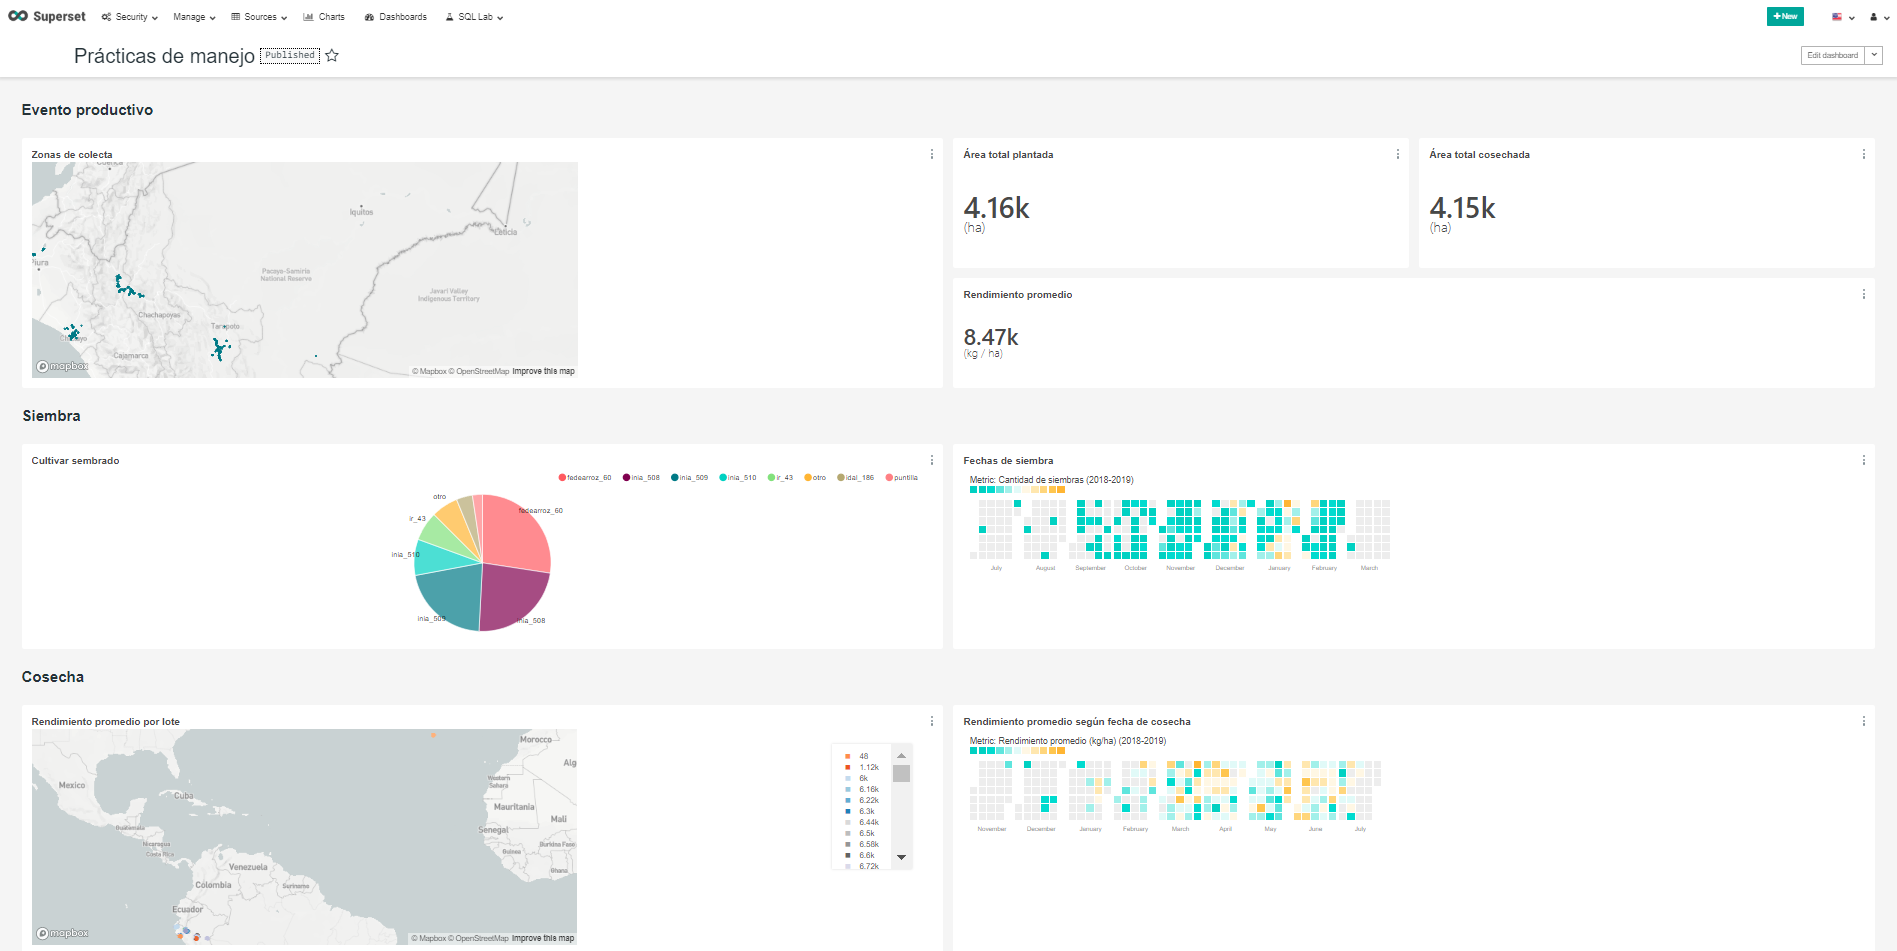 Superset Security Manage Sources Charts Dashboards SQL Lab
+ New
Prácticas de manejo Published
Edit dashboard
Evento productivo
Zonas de colecta
Cuenca
Iquitos
Leticia
Piura
Pacaya-Samiria
National Reserve
Javari Valley
Indigenous Territory
Chachapoyas
Tarapoto
Cajamarca
mapbox
© Mapbox © OpenStreetMap Improve this map
Área total plantada
4.16k
(ha)
Área total cosechada
4.15k
(ha)
Rendimiento promedio
8.47k
(kg / ha)
Siembra
Cultivar sembrado
fedearroz_60 inia_508 inia_509 inia_510 ir_43 otro idal_186 puntilla
otro
fedearroz_60
ir_43
inia_510
inia_509
inia_508
Fechas de siembra
Metric: Cantidad de siembras (2018-2019)
July August September October November December January February March
Cosecha
Rendimiento promedio por lote
Morocco
Alg
Western
Sahara
Mexico
Cuba
Mauritania
Mali
Guatemala
Senegal
Nicaragua
Costa Rica
Burkina Faso
Guinea
Ghana
Venezuela
Colombia
Suriname
Ecuador
mapbox
© Mapbox © OpenStreetMap Improve this map
48
1.12k
6k
6.16k
6.22k
6.3k
6.44k
6.5k
6.56k
6.6k
6.72k
Rendimiento promedio según fecha de cosecha
Metric: Rendimiento promedio (kg/ha) (2018-2019)
November December January February March April May June July